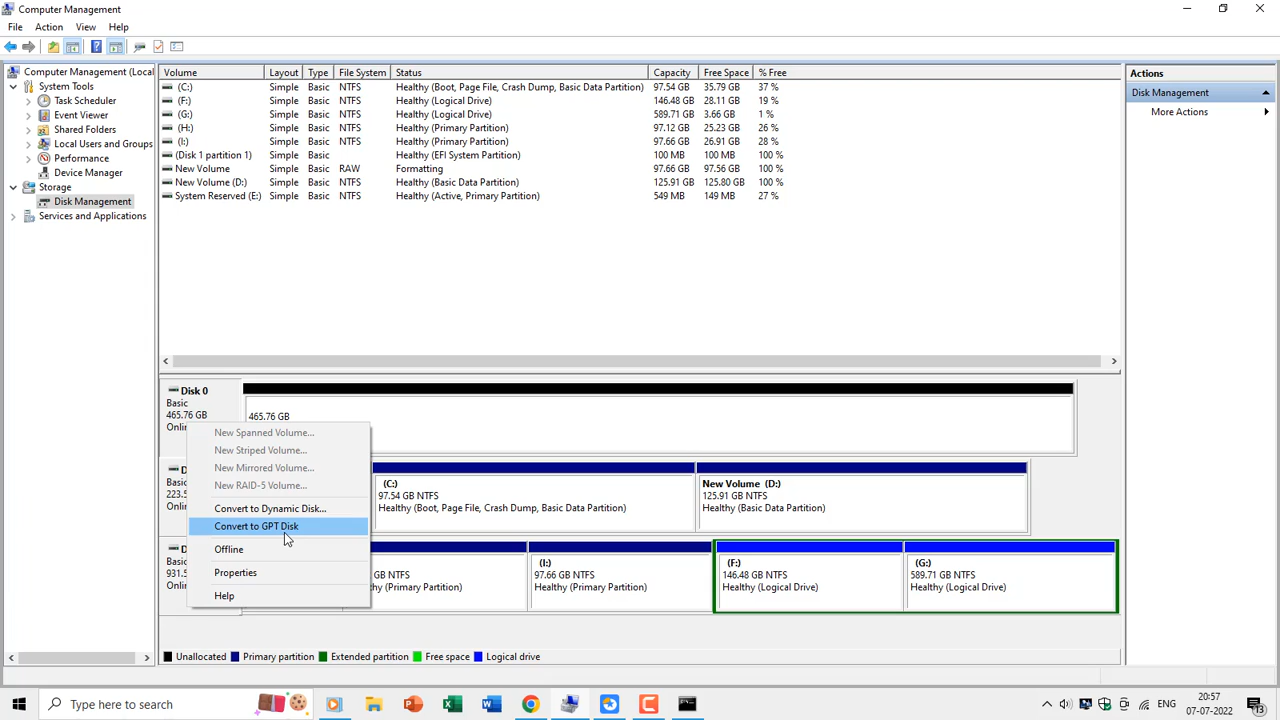 Computer Management
File Action View Help
Computer Management (Local
System Tools
Task Scheduler
Event Viewer
Shared Folders
Local Users and Groups
Performance
Device Manager
Storage
Disk Management
Services and Applications
Volume Layout Type File System Status Capacity Free Space % Free
(C:) Simple Basic NTFS Healthy (Boot, Page File, Crash Dump, Basic Data Partition) 97.54 GB 35.79 GB 37 %
(F:) Simple Basic NTFS Healthy (Logical Drive) 146.48 GB 28.11 GB 19 %
(G:) Simple Basic NTFS Healthy (Logical Drive) 589.71 GB 3.66 GB 1 %
(H:) Simple Basic NTFS Healthy (Primary Partition) 97.12 GB 25.23 GB 26 %
(I:) Simple Basic NTFS Healthy (Primary Partition) 97.66 GB 26.91 GB 28 %
(Disk 1 partition 1) Simple Basic Healthy (EFI System Partition) 100 MB 100 MB 100 %
New Volume Simple Basic RAW Formatting 97.66 GB 97.56 GB 100 %
New Volume (D:) Simple Basic NTFS Healthy (Basic Data Partition) 125.91 GB 125.80 GB 100 %
System Reserved (E:) Simple Basic NTFS Healthy (Active, Primary Partition) 549 MB 149 MB 27 %
Actions
Disk Management
More Actions
Disk 0
Basic
465.76 GB
Onlin
465.76 GB
New Spanned Volume...
New Striped Volume...
New Mirrored Volume...
New RAID-5 Volume...
Convert to Dynamic Disk...
Convert to GPT Disk
Offline
Properties
Help
D
Basi
223.5
Onli
(C:)
97.54 GB NTFS
Healthy (Boot, Page File, Crash Dump, Basic Data Partition)
New Volume (D:)
125.91 GB NTFS
Healthy (Basic Data Partition)
D
Basi
931.5
Onli
GB NTFS
(Primary Partition)
(I:)
97.66 GB NTFS
Healthy (Primary Partition)
(F:)
146.48 GB NTFS
Healthy (Logical Drive)
(G:)
589.71 GB NTFS
Healthy (Logical Drive)
Unallocated Primary partition Extended partition Free space Logical drive
Type here to search
ENG
20:57
07-07-2022
13